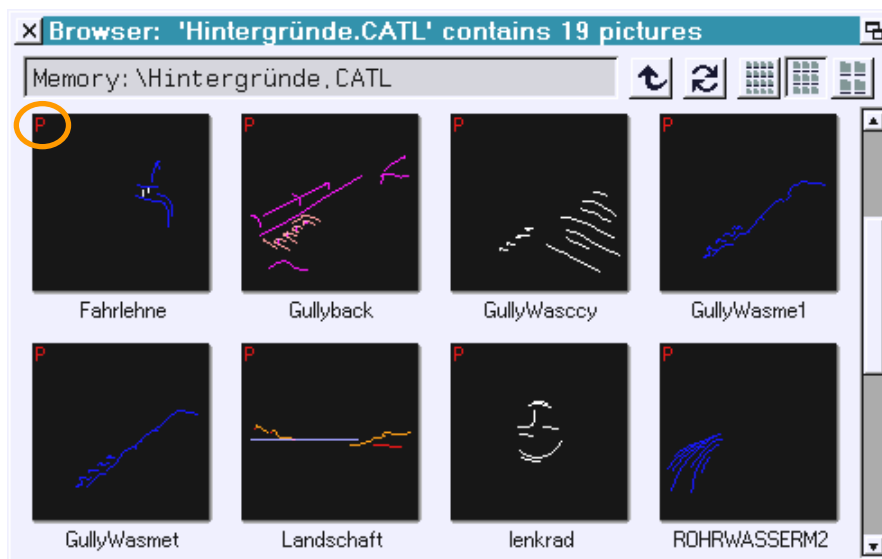 Browser: 'Hintergründe.CATL' contains 19 pictures
Memory:\Hintergründe.CATL
P P P P
Fahrlehne Gullyback GullyWasccy GullyWasme1
P P P P
GullyWasmet Landschaft lenkrad ROHRWASSERM2